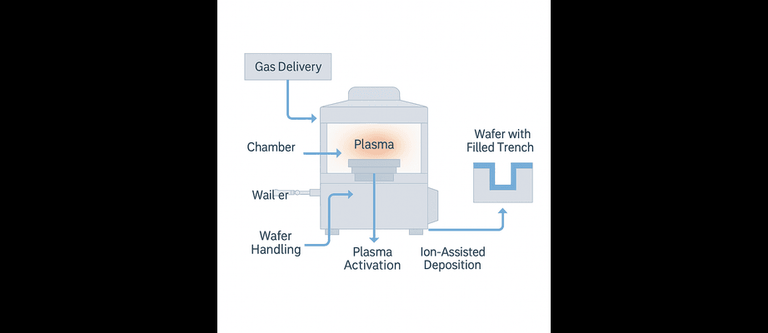 Gas Delivery
Plasma
Chamber
Wafer with
Filled Trench
Wail er
Wafer
Handling
Plasma
Activation
Ion-Assisted
Deposition